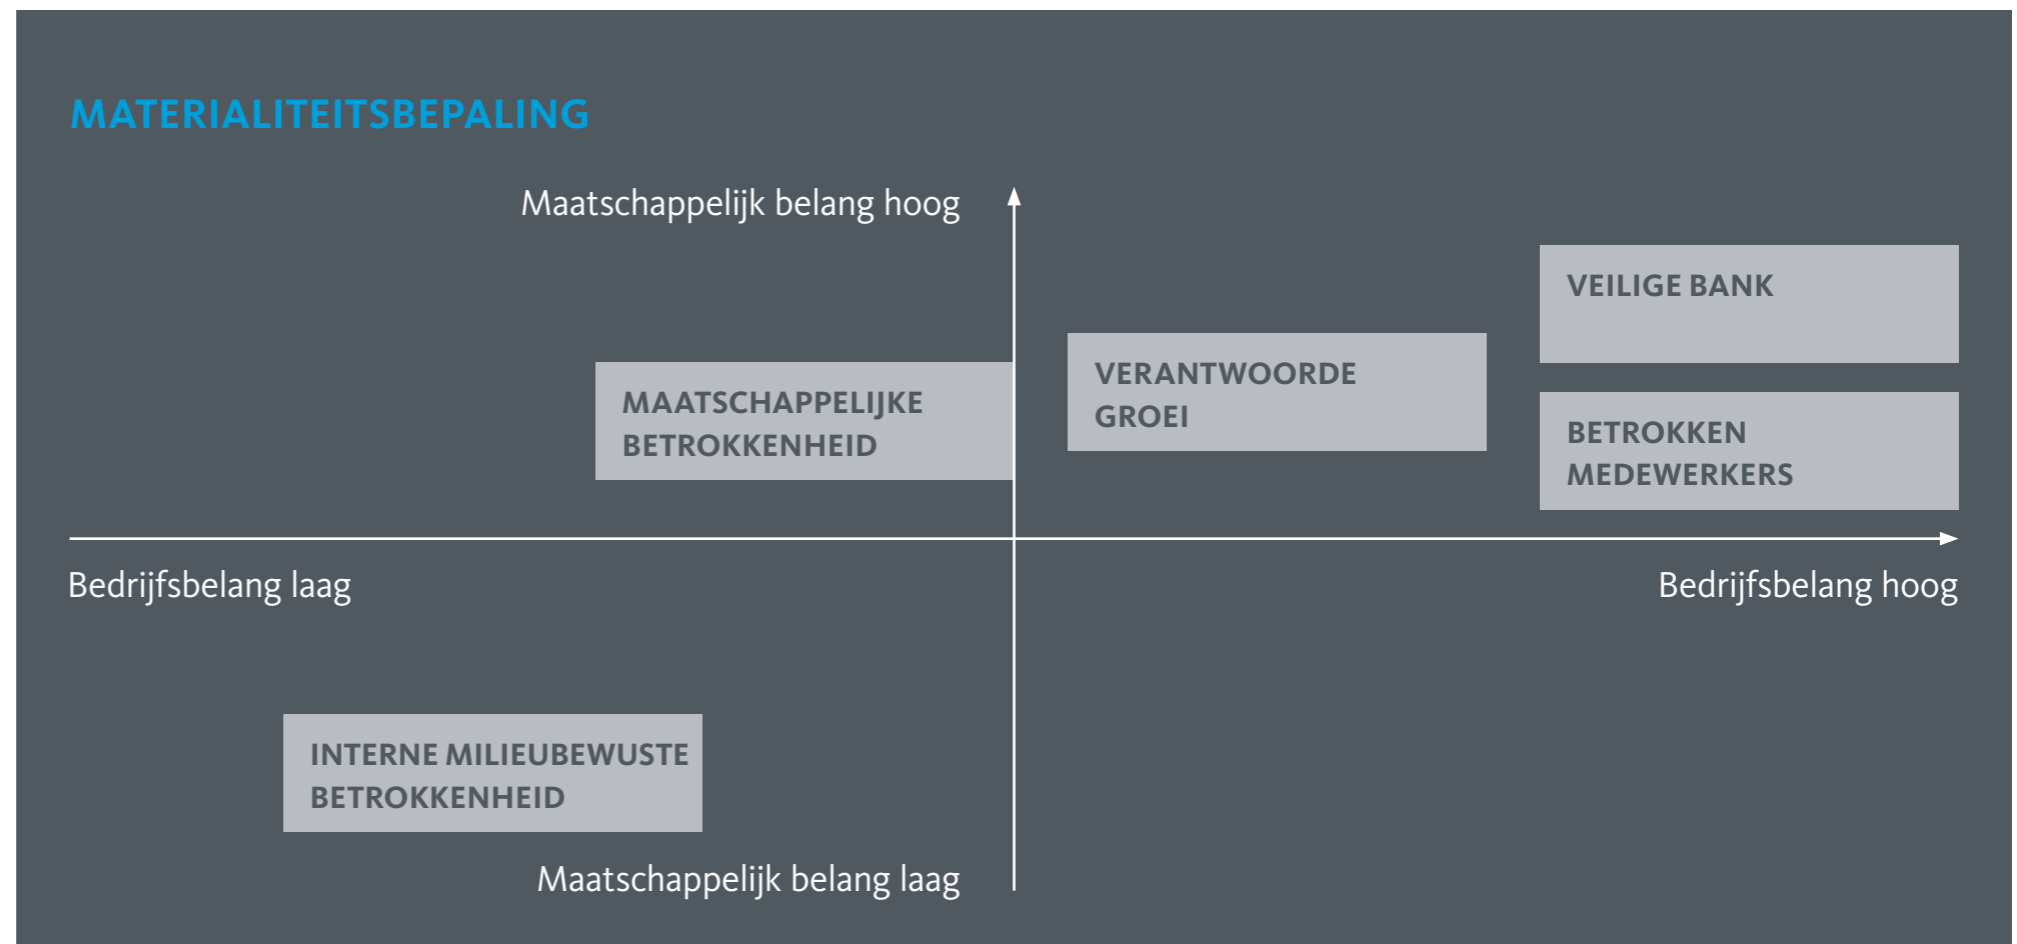 MATERIALITEITSBEPALING
Maatschappelijk belang hoog
VEILIGE BANK
VERANTWOORDE
GROEI
MAATSCHAPPELIJKE
BETROKKENHEID
BETROKKEN
MEDEWERKERS
Bedrijfsbelang laag
Bedrijfsbelang hoog
INTERNE MILIEUBEWUSTE
BETROKKENHEID
Maatschappelijk belang laag